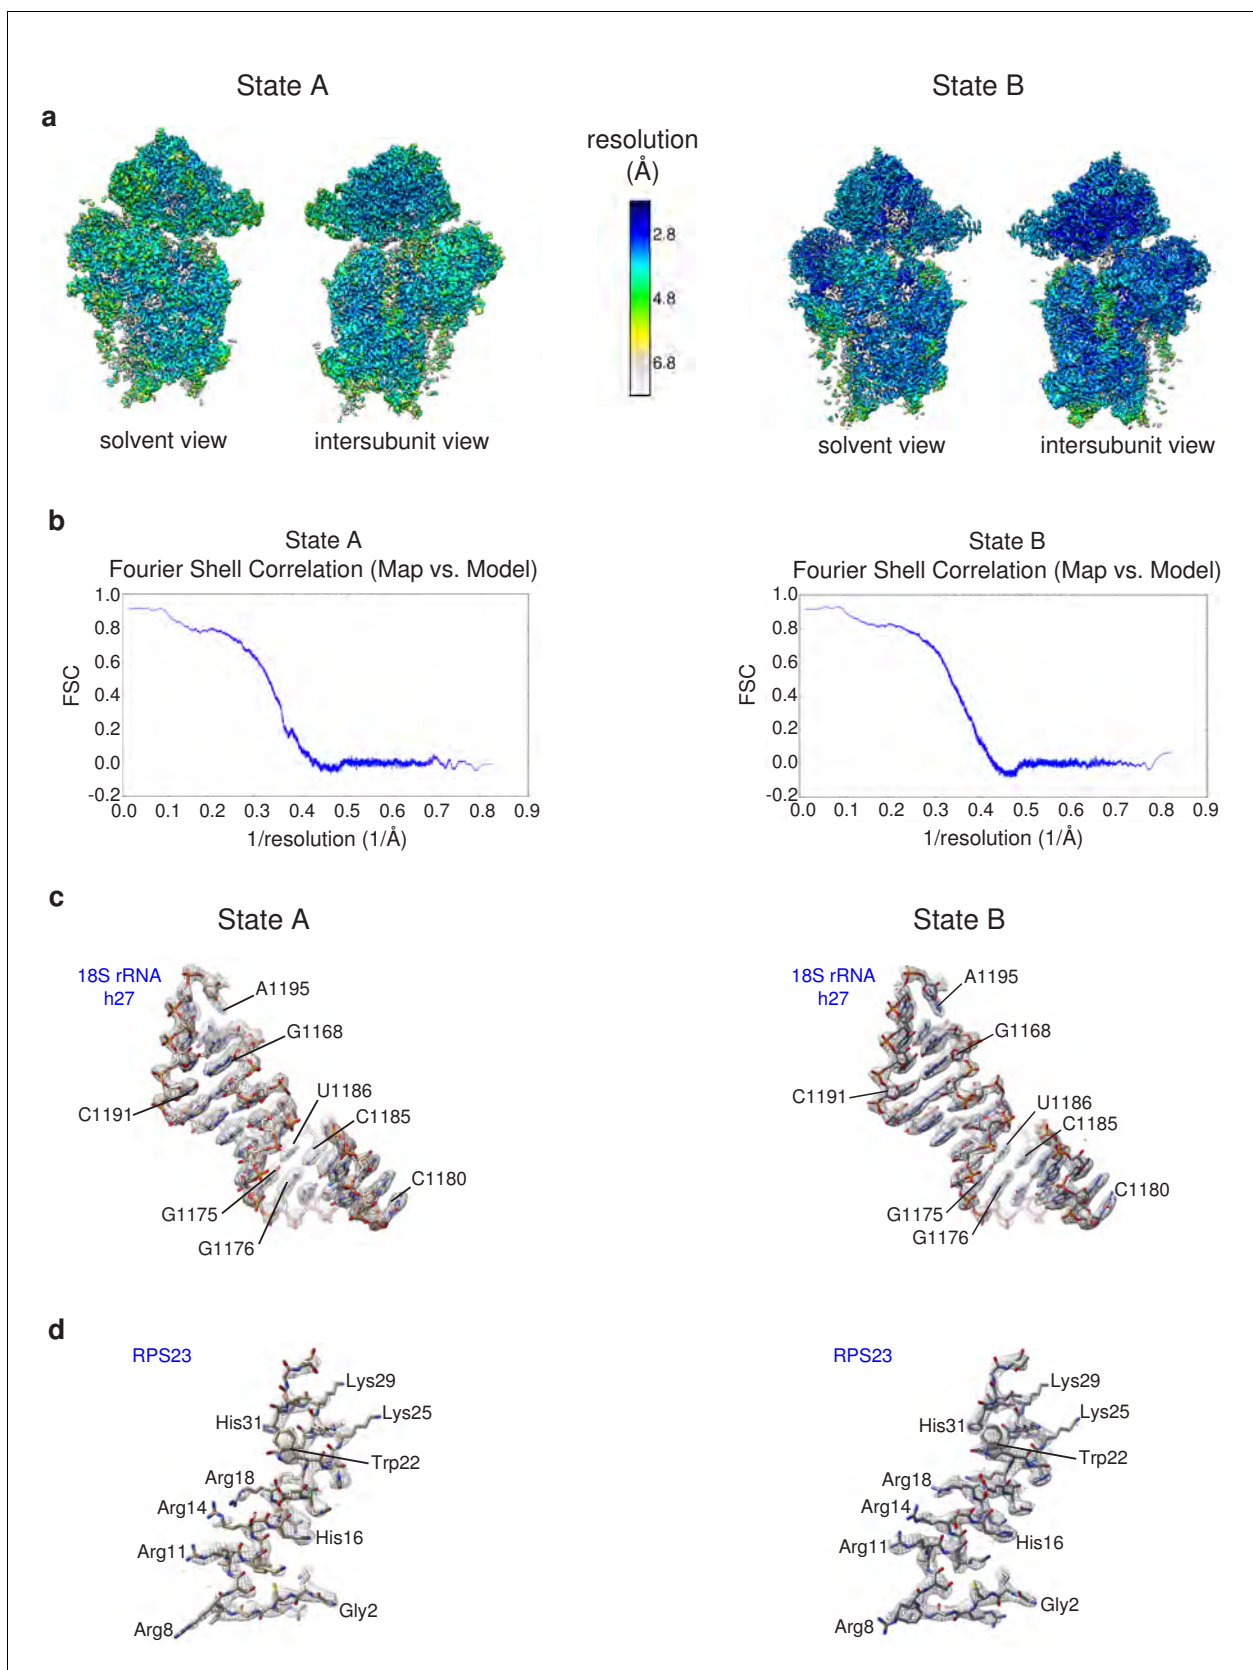 State A
State B
a
resolution
(Å)
2.8
4.8
6.8
solvent view
intersubunit view
solvent view
intersubunit view
b
State A
Fourier Shell Correlation (Map vs. Model)
1.0
0.8
0.6
0.4
0.2
0.0
-0.2
FSC
0.0 0.1 0.2 0.3 0.4 0.5 0.6 0.7 0.8 0.9
1/resolution (1/Å)
State B
Fourier Shell Correlation (Map vs. Model)
1.0
0.8
0.6
0.4
0.2
0.0
-0.2
FSC
0.0 0.1 0.2 0.3 0.4 0.5 0.6 0.7 0.8 0.9
1/resolution (1/Å)
c
State A
18S rRNA
h27
A1195
G1168
C1191
U1186
C1185
C1180
G1175
G1176
State B
18S rRNA
h27
A1195
G1168
C1191
U1186
C1185
C1180
G1175
G1176
d
RPS23
Lys29
His31
Lys25
Trp22
Arg18
Arg14
His16
Arg11
Gly2
Arg8
RPS23
Lys29
His31
Lys25
Trp22
Arg18
Arg14
His16
Arg11
Gly2
Arg8